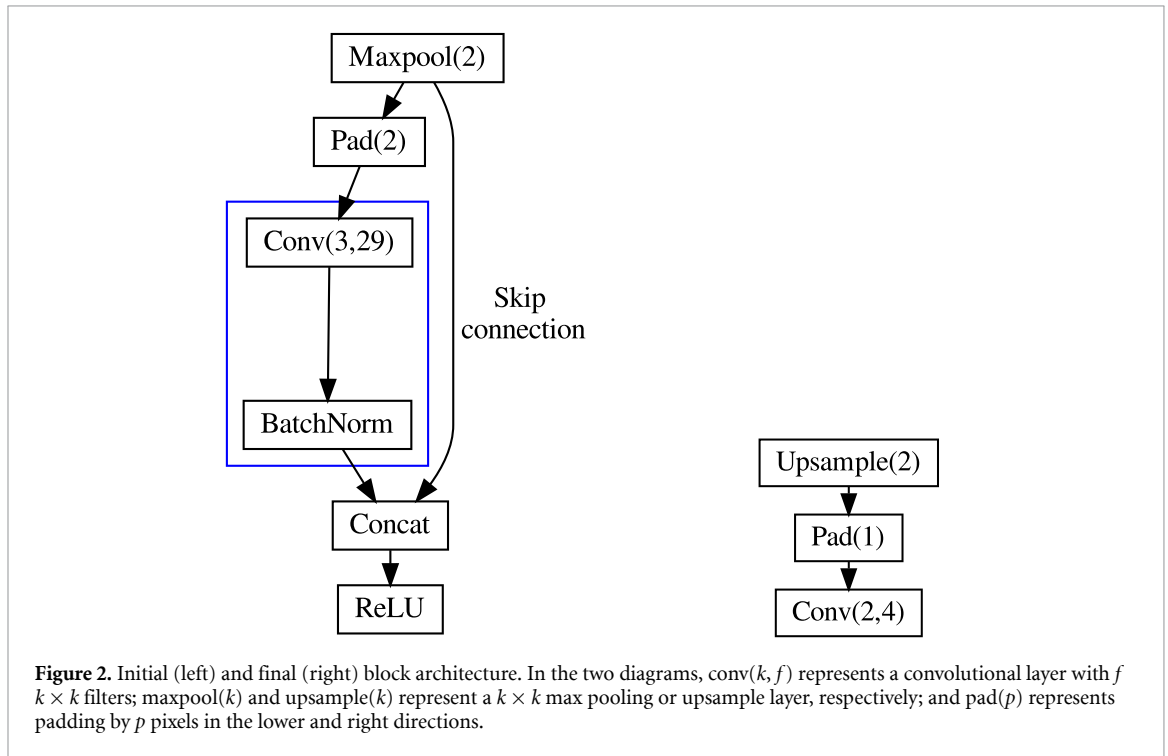 Maxpool(2)
Pad(2)
Conv(3,29)
Skip
connection
BatchNorm
Concat
ReLU
Upsample(2)
Pad(1)
Conv(2,4)
Figure 2. Initial (left) and final (right) block architecture. In the two diagrams, conv(k, f) represents a convolutional layer with f
k × k filters; maxpool(k) and upsample(k) represent a k × k max pooling or upsample layer, respectively; and pad(p) represents
padding by p pixels in the lower and right directions.